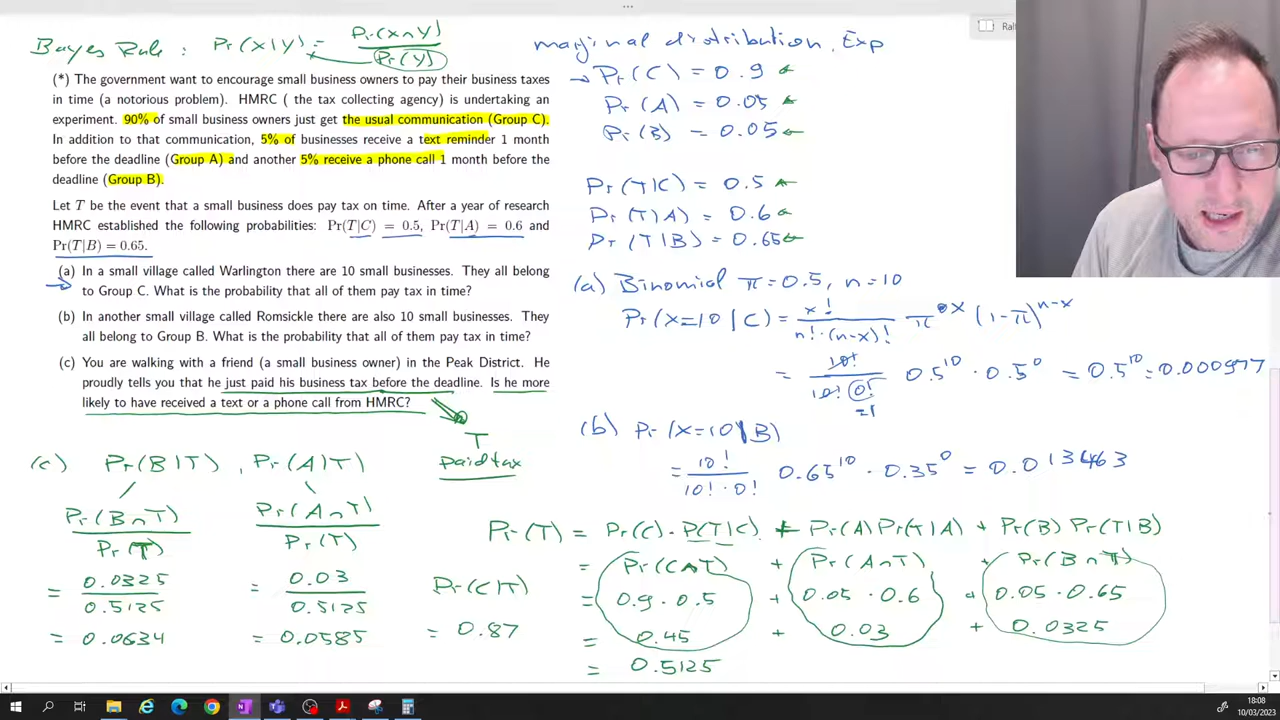 Bayes Rule : Pr(X|Y) = Pr(X∩Y) / Pr(Y)
(*) The government want to encourage small business owners to pay their business taxes
in time (a notorious problem). HMRC ( the tax collecting agency) is undertaking an
experiment. 90% of small business owners just get the usual communication (Group C).
In addition to that communication, 5% of businesses receive a text reminder 1 month
before the deadline (Group A) and another 5% receive a phone call 1 month before the
deadline (Group B).
Let T be the event that a small business does pay tax on time. After a year of research
HMRC established the following probabilities: Pr(T|C) = 0.5, Pr(T|A) = 0.6 and
Pr(T|B) = 0.65.
(a) In a small village called Warlington there are 10 small businesses. They all belong
to Group C. What is the probability that all of them pay tax in time?
(b) In another small village called Romsickle there are also 10 small businesses. They
all belong to Group B. What is the probability that all of them pay tax in time?
(c) You are walking with a friend (a small business owner) in the Peak District. He
proudly tells you that he just paid his business tax before the deadline. Is he more
likely to have received a text or a phone call from HMRC?
T
paid tax
(c) Pr(B|T) , Pr(A|T)
Pr(B∩T) / Pr(T)
= 0.0325 / 0.5125
= 0.0634
Pr(A∩T) / Pr(T)
= 0.03 / 0.5125
= 0.0585
Pr(C|T)
= 0.87
marginal distribution, Exp
→ Pr(C) = 0.9
Pr(A) = 0.05
Pr(B) = 0.05
Pr(T|C) = 0.5
Pr(T|A) = 0.6
Pr(T|B) = 0.65
(a) Binomial π=0.5, n=10
Pr(X=10|C) = x! / n!·(n-x)! π^x (1-π)^n-x
= 10! / 10! 0! 0.5^10 · 0.5^0 = 0.5^10 = 0.000977
=1
(b) Pr(X=10|B)
= 10! / 10!·0! 0.65^10 · 0.35^0 = 0.013463
Pr(T) = Pr(C)·P(T|C) + Pr(A)Pr(T|A) + Pr(B)Pr(T|B)
= Pr(C∩T) + Pr(A∩T) + Pr(B∩T)
= 0.9·0.5 + 0.05·0.6 + 0.05·0.65
= 0.45 + 0.03 + 0.0325
= 0.5125
18:08
10/03/2023